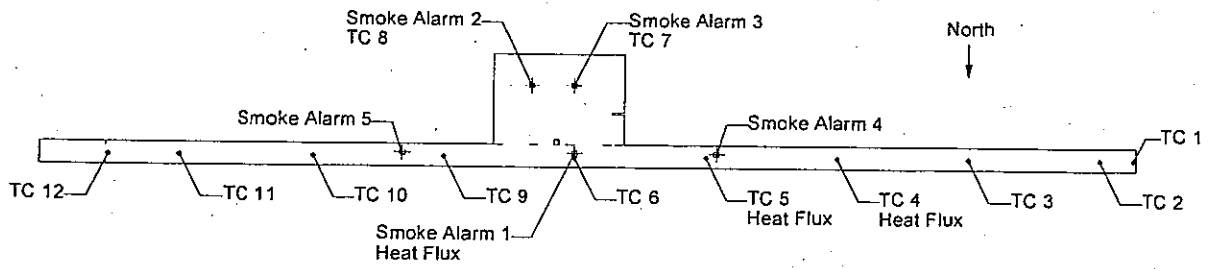 Smoke Alarm 2
TC 8
Smoke Alarm 3
TC 7
North
Smoke Alarm 5
Smoke Alarm 4
TC 1
TC 12
TC 11
TC 10
TC 9
TC 6
TC 5
Heat Flux
TC 4
Heat Flux
TC 3
TC 2
Smoke Alarm 1
Heat Flux